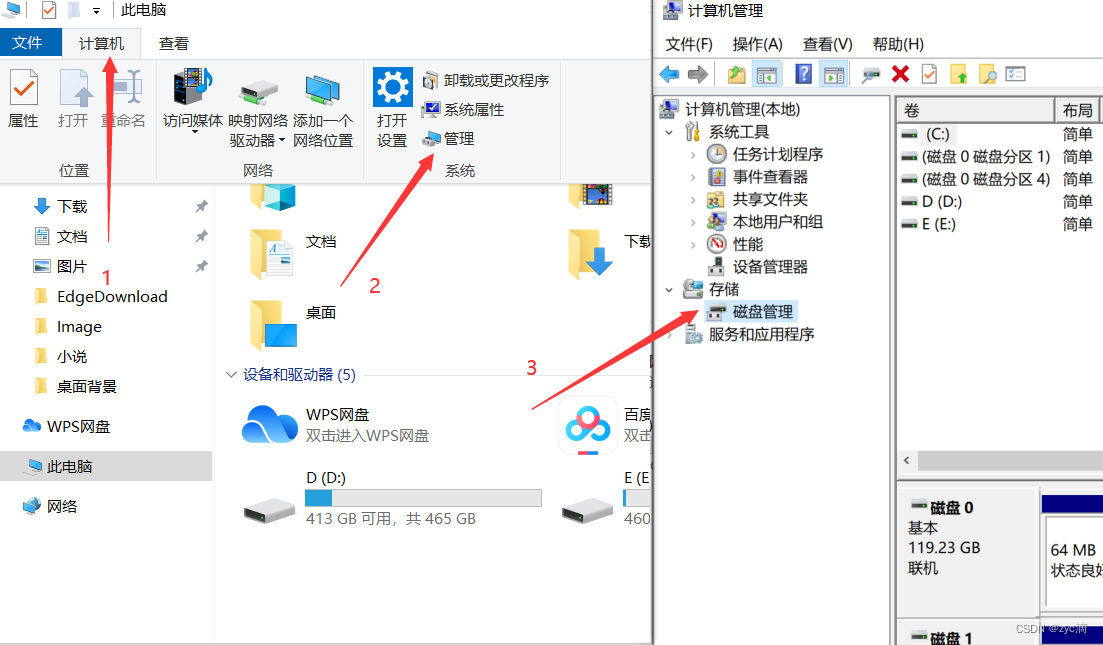 此电脑
文件 计算机 查看
属性 打开 重命名
位置
访问媒体 映射网络驱动器 添加一个网络位置
网络
打开设置
卸载或更改程序
系统属性
管理
系统
1
2
3
下载
文档
图片
EdgeDownload
Image
小说
桌面背景
WPS网盘
此电脑
网络
文档
下载
桌面
设备和驱动器 (5)
WPS网盘
双击进入WPS网盘
百度
双击
D (D:)
413 GB 可用，共 465 GB
E (E
460
计算机管理
文件(F) 操作(A) 查看(V) 帮助(H)
计算机管理(本地)
系统工具
任务计划程序
事件查看器
共享文件夹
本地用户和组
性能
设备管理器
存储
磁盘管理
服务和应用程序
卷 布局
(C:) 简单
(磁盘 0 磁盘分区 1) 简单
(磁盘 0 磁盘分区 4) 简单
D (D:) 简单
E (E:) 简单
磁盘 0
基本
119.23 GB
联机
64 MB
状态良好
磁盘 1
CSDN @zyc滴